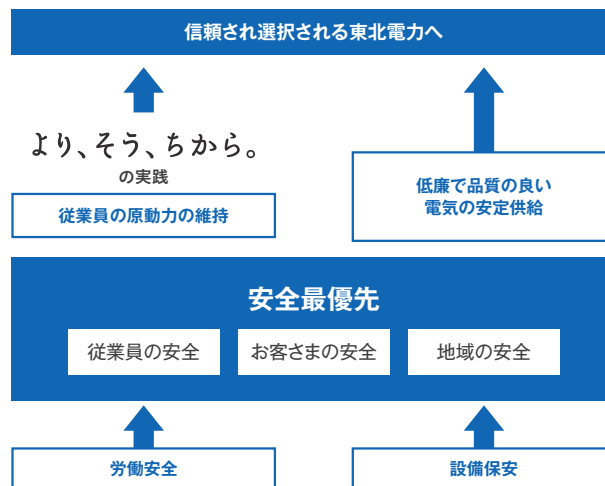 信頼され選択される東北電力へ
より、そう、ちから。
の実践
従業員の原動力の維持
低廉で品質の良い
電気の安定供給
安全最優先
従業員の安全
お客さまの安全
地域の安全
労働安全
設備保安